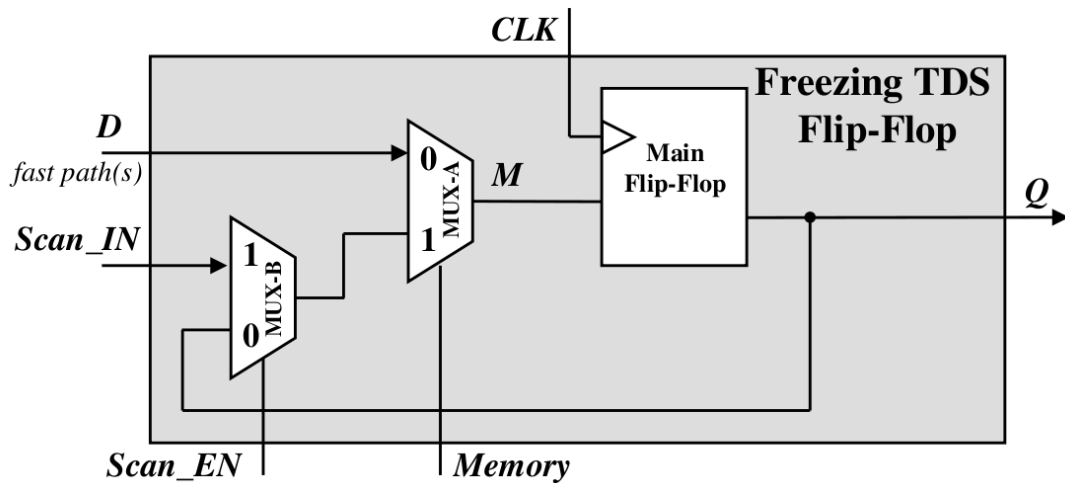 CLK
Freezing TDS
Flip-Flop
D
fast path(s)
0
MUX-A
1
M
Main
Flip-Flop
Q
Scan_IN
1
MUX-B
0
Scan_EN
Memory